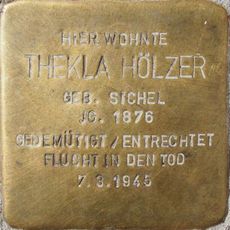 HIER WOHNTE
THEKLA HÖLZER
GEB. SICHEL
JG. 1876
GEDEMÜTIGT / ENTRECHTET
FLUCHT IN DEN TOD
7.3.1945